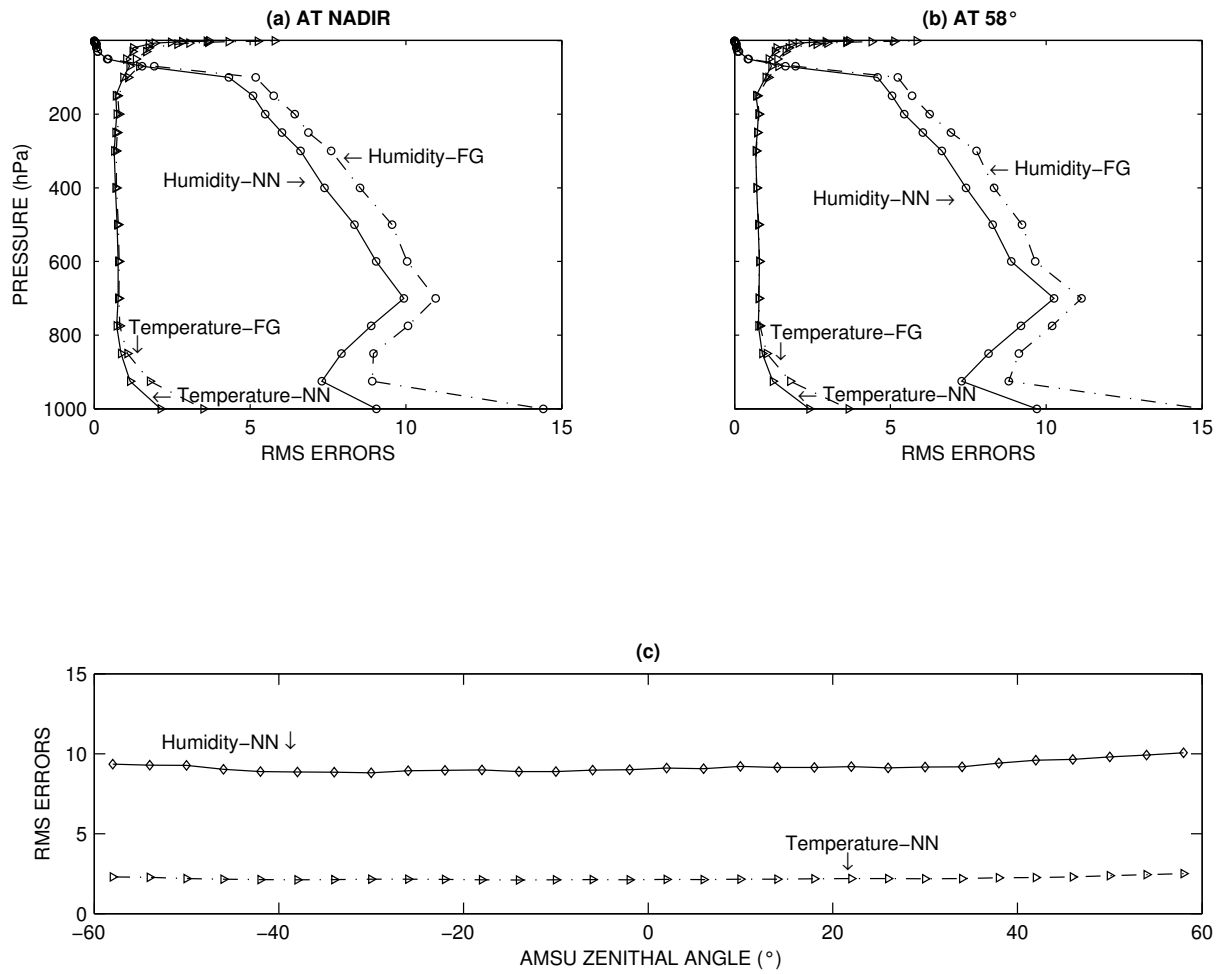 (a) AT NADIR
200
400
600
800
1000
PRESSURE (hPa)
Humidity−FG
←
Humidity−NN →
Temperature−FG
↓
← Temperature−NN
0
5
10
15
RMS ERRORS
(b) AT 58°
←
Humidity−FG
Humidity−NN →
Temperature−FG
↓
←
Temperature−NN
0
5
10
15
RMS ERRORS
(c)
15
10
5
0
RMS ERRORS
Humidity−NN ↓
Temperature−NN
↓
−60
−40
−20
0
20
40
60
AMSU ZENITHAL ANGLE (°)